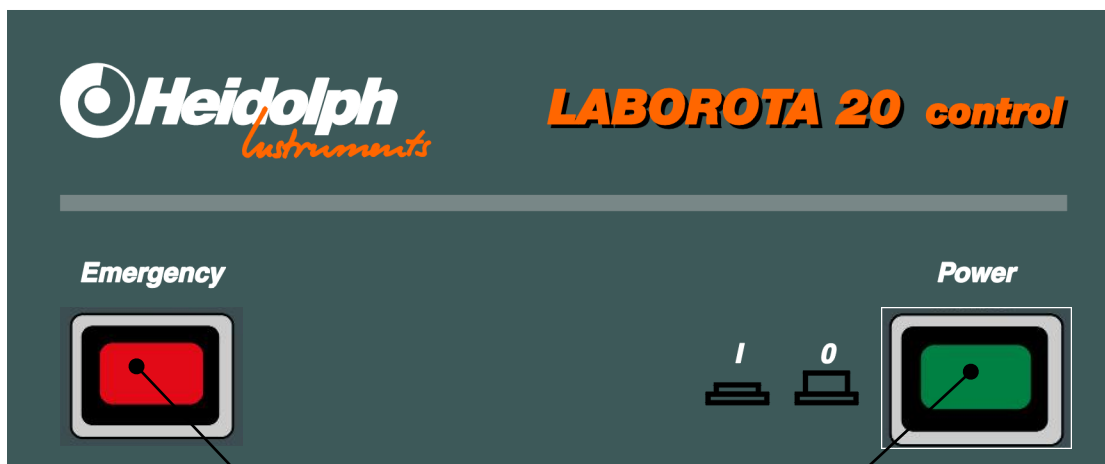 Heidolph
Instruments
LABOROTA 20 control
Emergency
Power
I 0